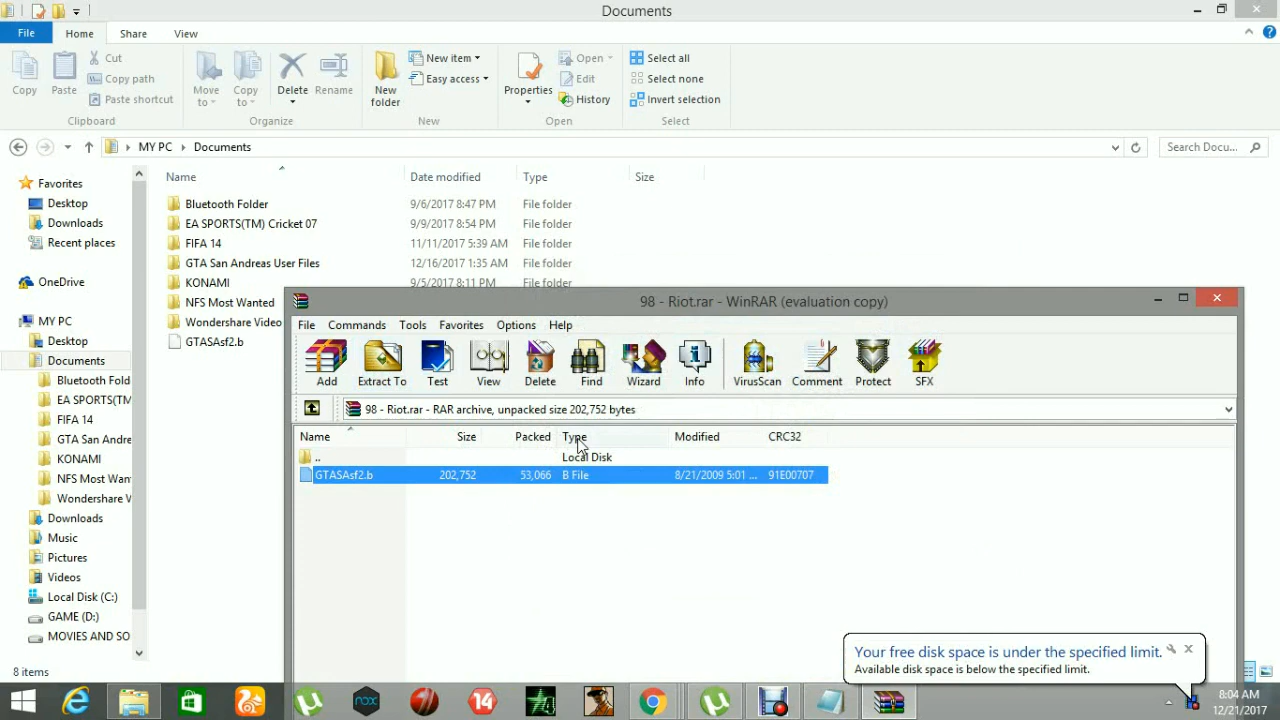 Documents
File Home Share View
Copy
Paste
Cut
Copy path
Paste shortcut
Clipboard
Move to
Copy to
Delete
Rename
Organize
New folder
New item
Easy access
New
Properties
Open
Edit
History
Open
Select all
Select none
Invert selection
Select
MY PC Documents
Search Docu...
Name Date modified Type Size
Favorites
Desktop
Downloads
Recent places
OneDrive
MY PC
Desktop
Documents
Bluetooth Fold
EA SPORTS(TM
FIFA 14
GTA San Andre
KONAMI
NFS Most Wan
Wondershare V
Downloads
Music
Pictures
Videos
Local Disk (C:)
GAME (D:)
MOVIES AND SO
Bluetooth Folder 9/6/2017 8:47 PM File folder
EA SPORTS(TM) Cricket 07 9/9/2017 8:54 PM File folder
FIFA 14 11/11/2017 5:39 AM File folder
GTA San Andreas User Files 12/16/2017 1:35 AM File folder
KONAMI 9/5/2017 8:11 PM File folder
NFS Most Wanted
Wondershare Video
GTASAsf2.b
98 - Riot.rar - WinRAR (evaluation copy)
File Commands Tools Favorites Options Help
Add Extract To Test View Delete Find Wizard Info VirusScan Comment Protect SFX
98 - Riot.rar - RAR archive, unpacked size 202,752 bytes
Name Size Packed Type Modified CRC32
.. Local Disk
GTASAsf2.b 202,752 53,066 B File 8/21/2009 5:01 ... 91E00707
Your free disk space is under the specified limit.
Available disk space is below the specified limit.
8 items
nox
14
8:04 AM
12/21/2017